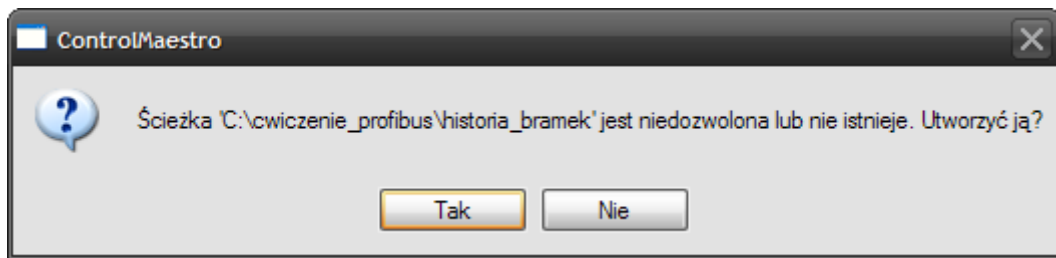 ControlMaestro
Ścieżka 'C:\cwiczenie_profibus\historia_bramek' jest niedozwolona lub nie istnieje. Utworzyć ją?
Tak Nie